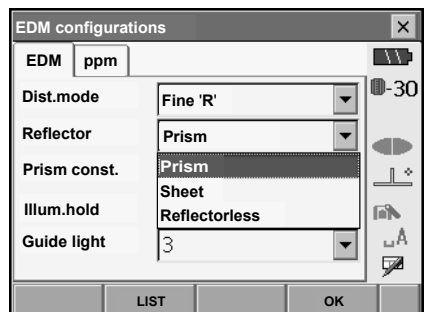 EDM configurations ×
EDM ppm
Dist.mode Fine 'R'
-30
Reflector Prism
Prism const. Prism
Sheet
Illum.hold Reflectorless
Guide light 3
A
LIST OK